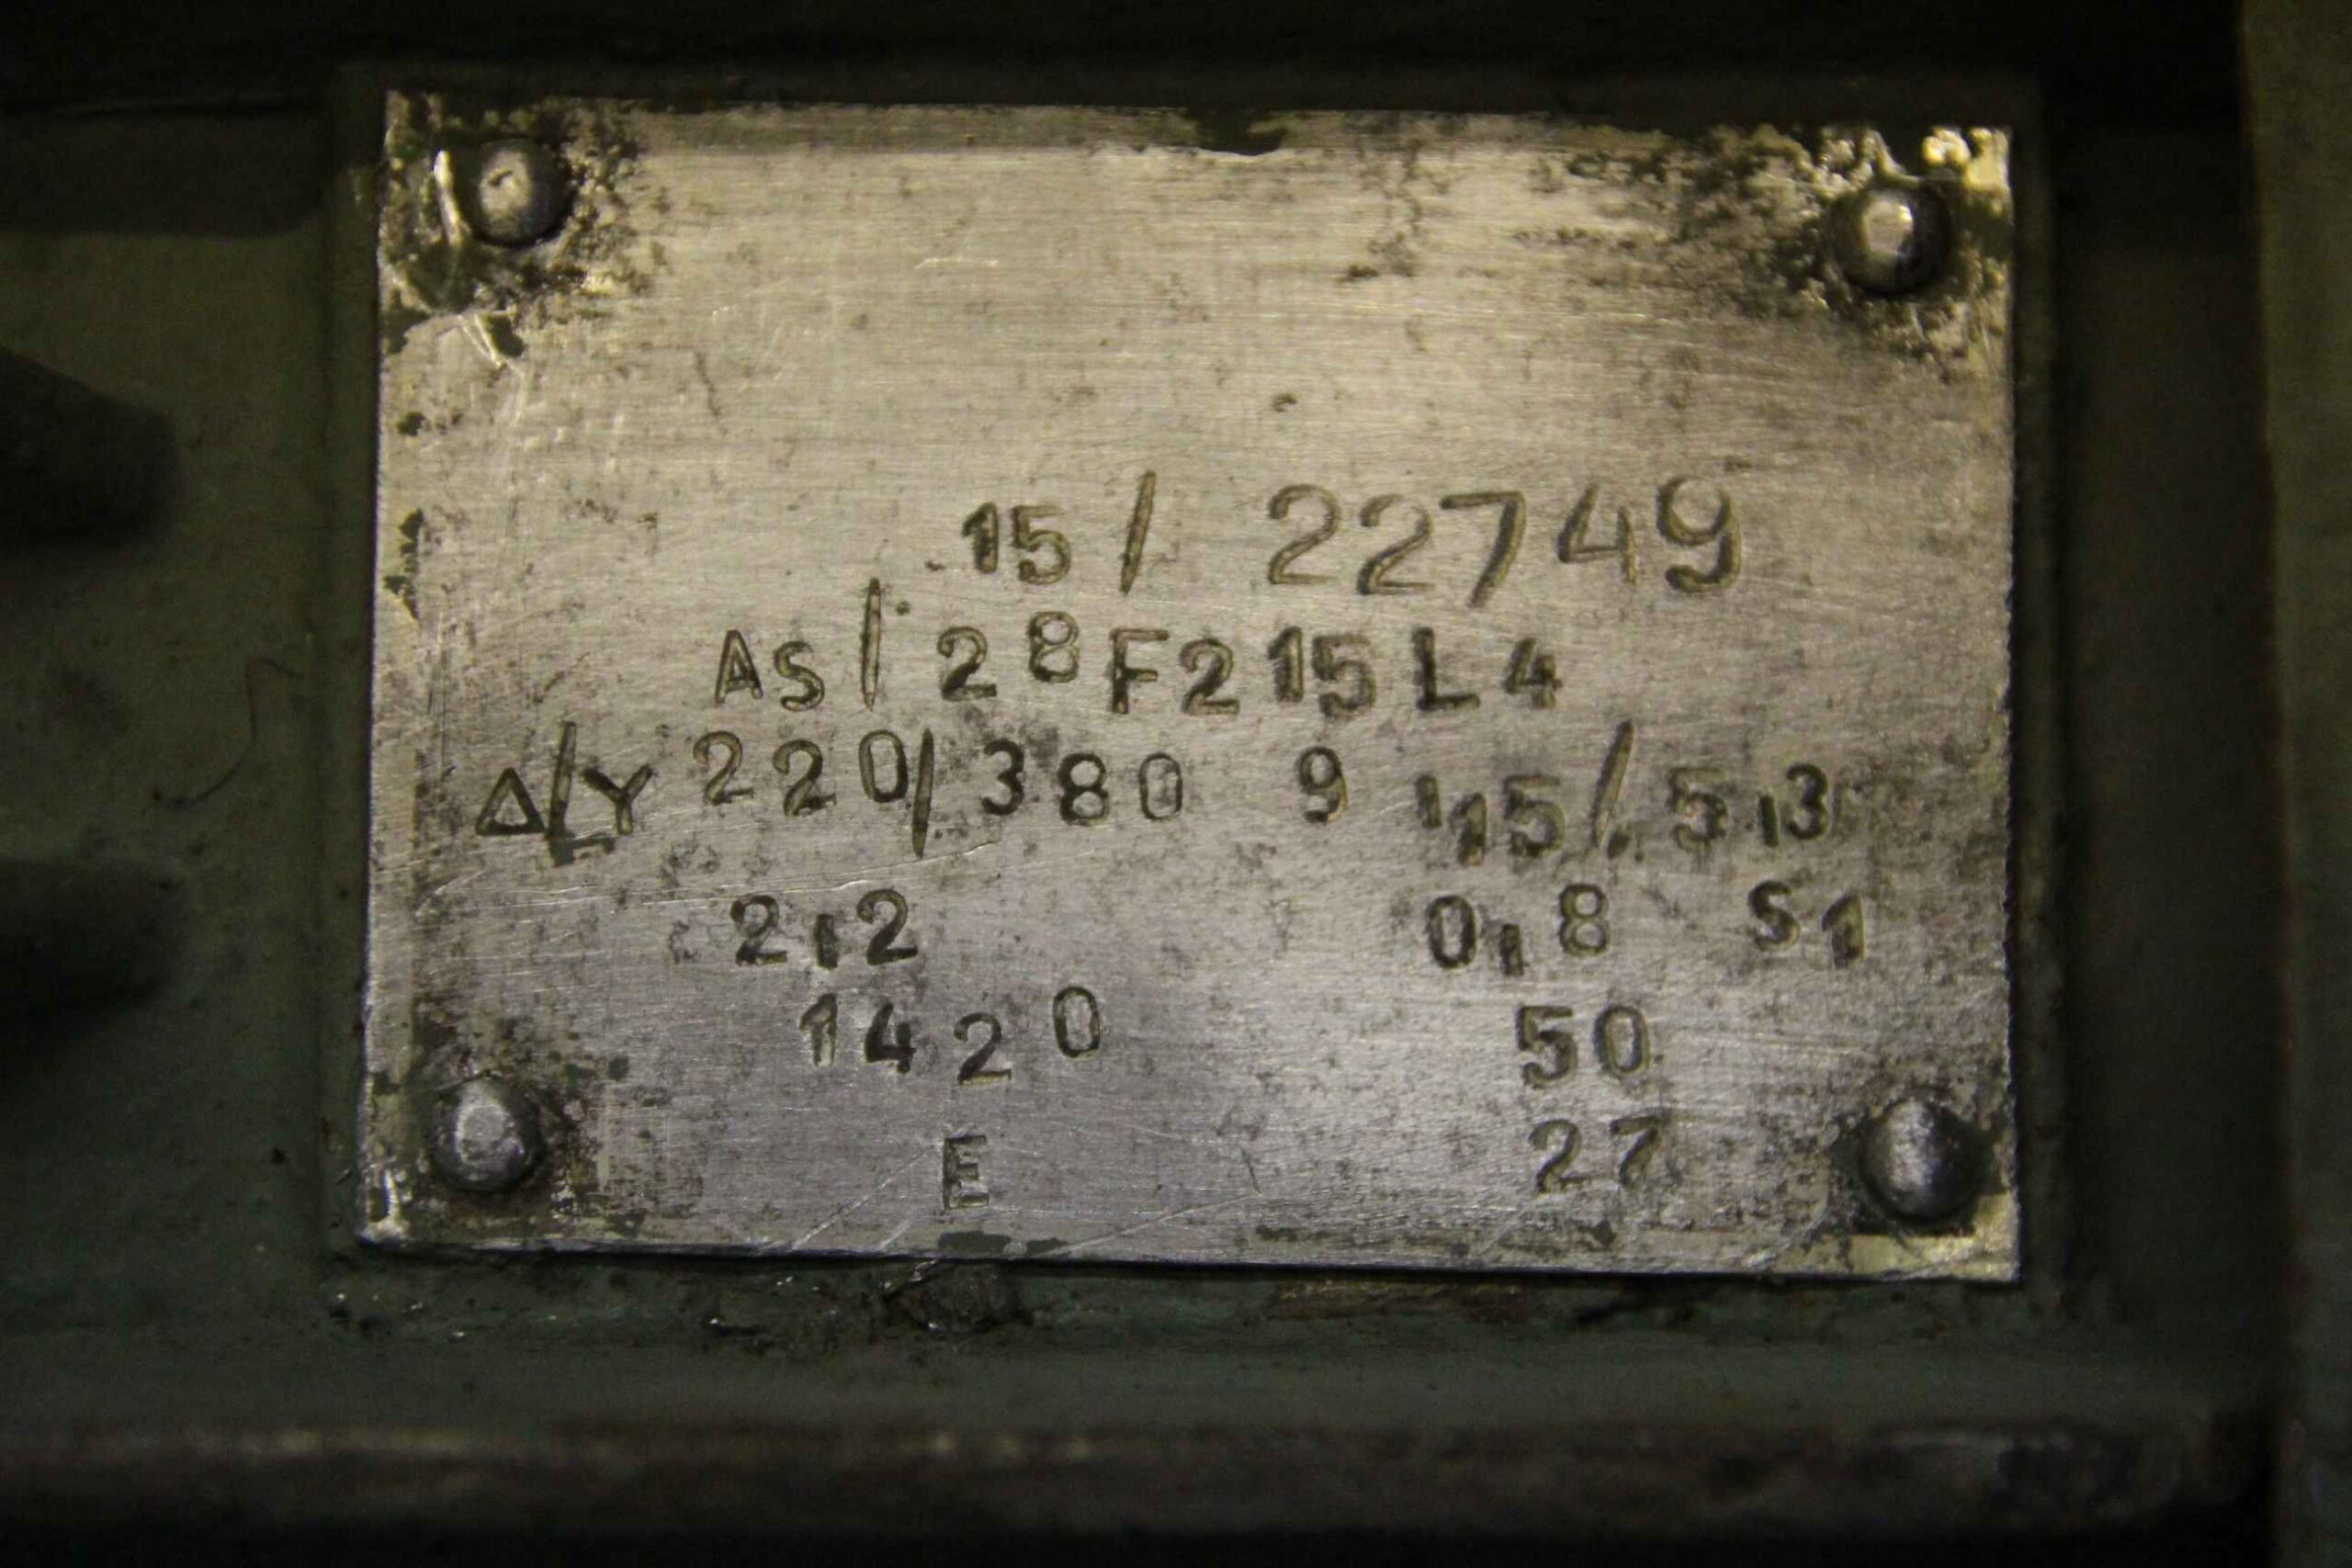 15/ 22749
AS/28F215L4
Δ/Y 220/380 9,15/5,3
2,2 0,8 S1
1420 50
E 27